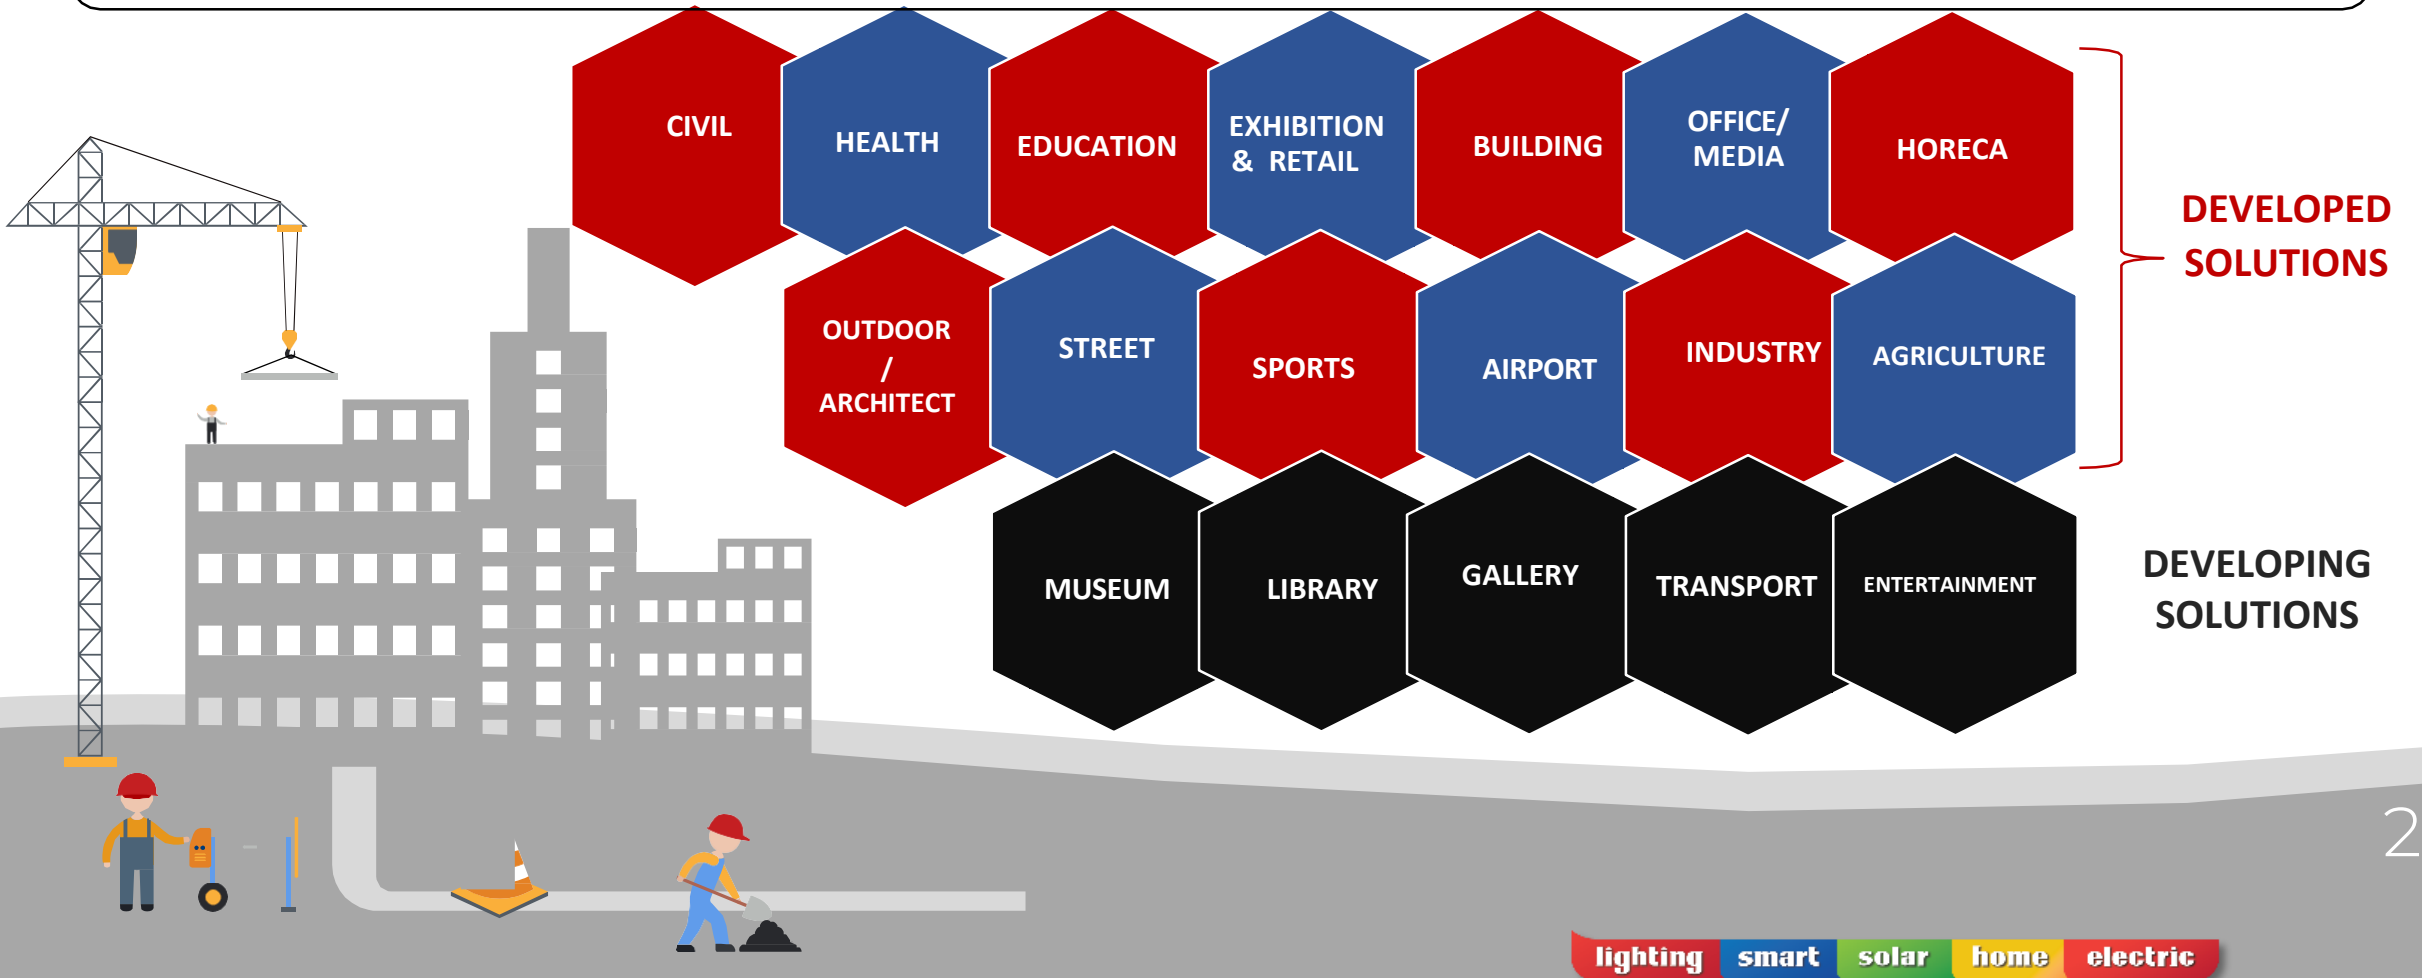 CIVIL
HEALTH
EDUCATION
EXHIBITION
& RETAIL
BUILDING
OFFICE/
MEDIA
HORECA
DEVELOPED
SOLUTIONS
OUTDOOR
/
ARCHITECT
STREET
SPORTS
AIRPORT
INDUSTRY
AGRICULTURE
MUSEUM
LIBRARY
GALLERY
TRANSPORT
ENTERTAINMENT
DEVELOPING
SOLUTIONS
2
lighting smart solar home electric